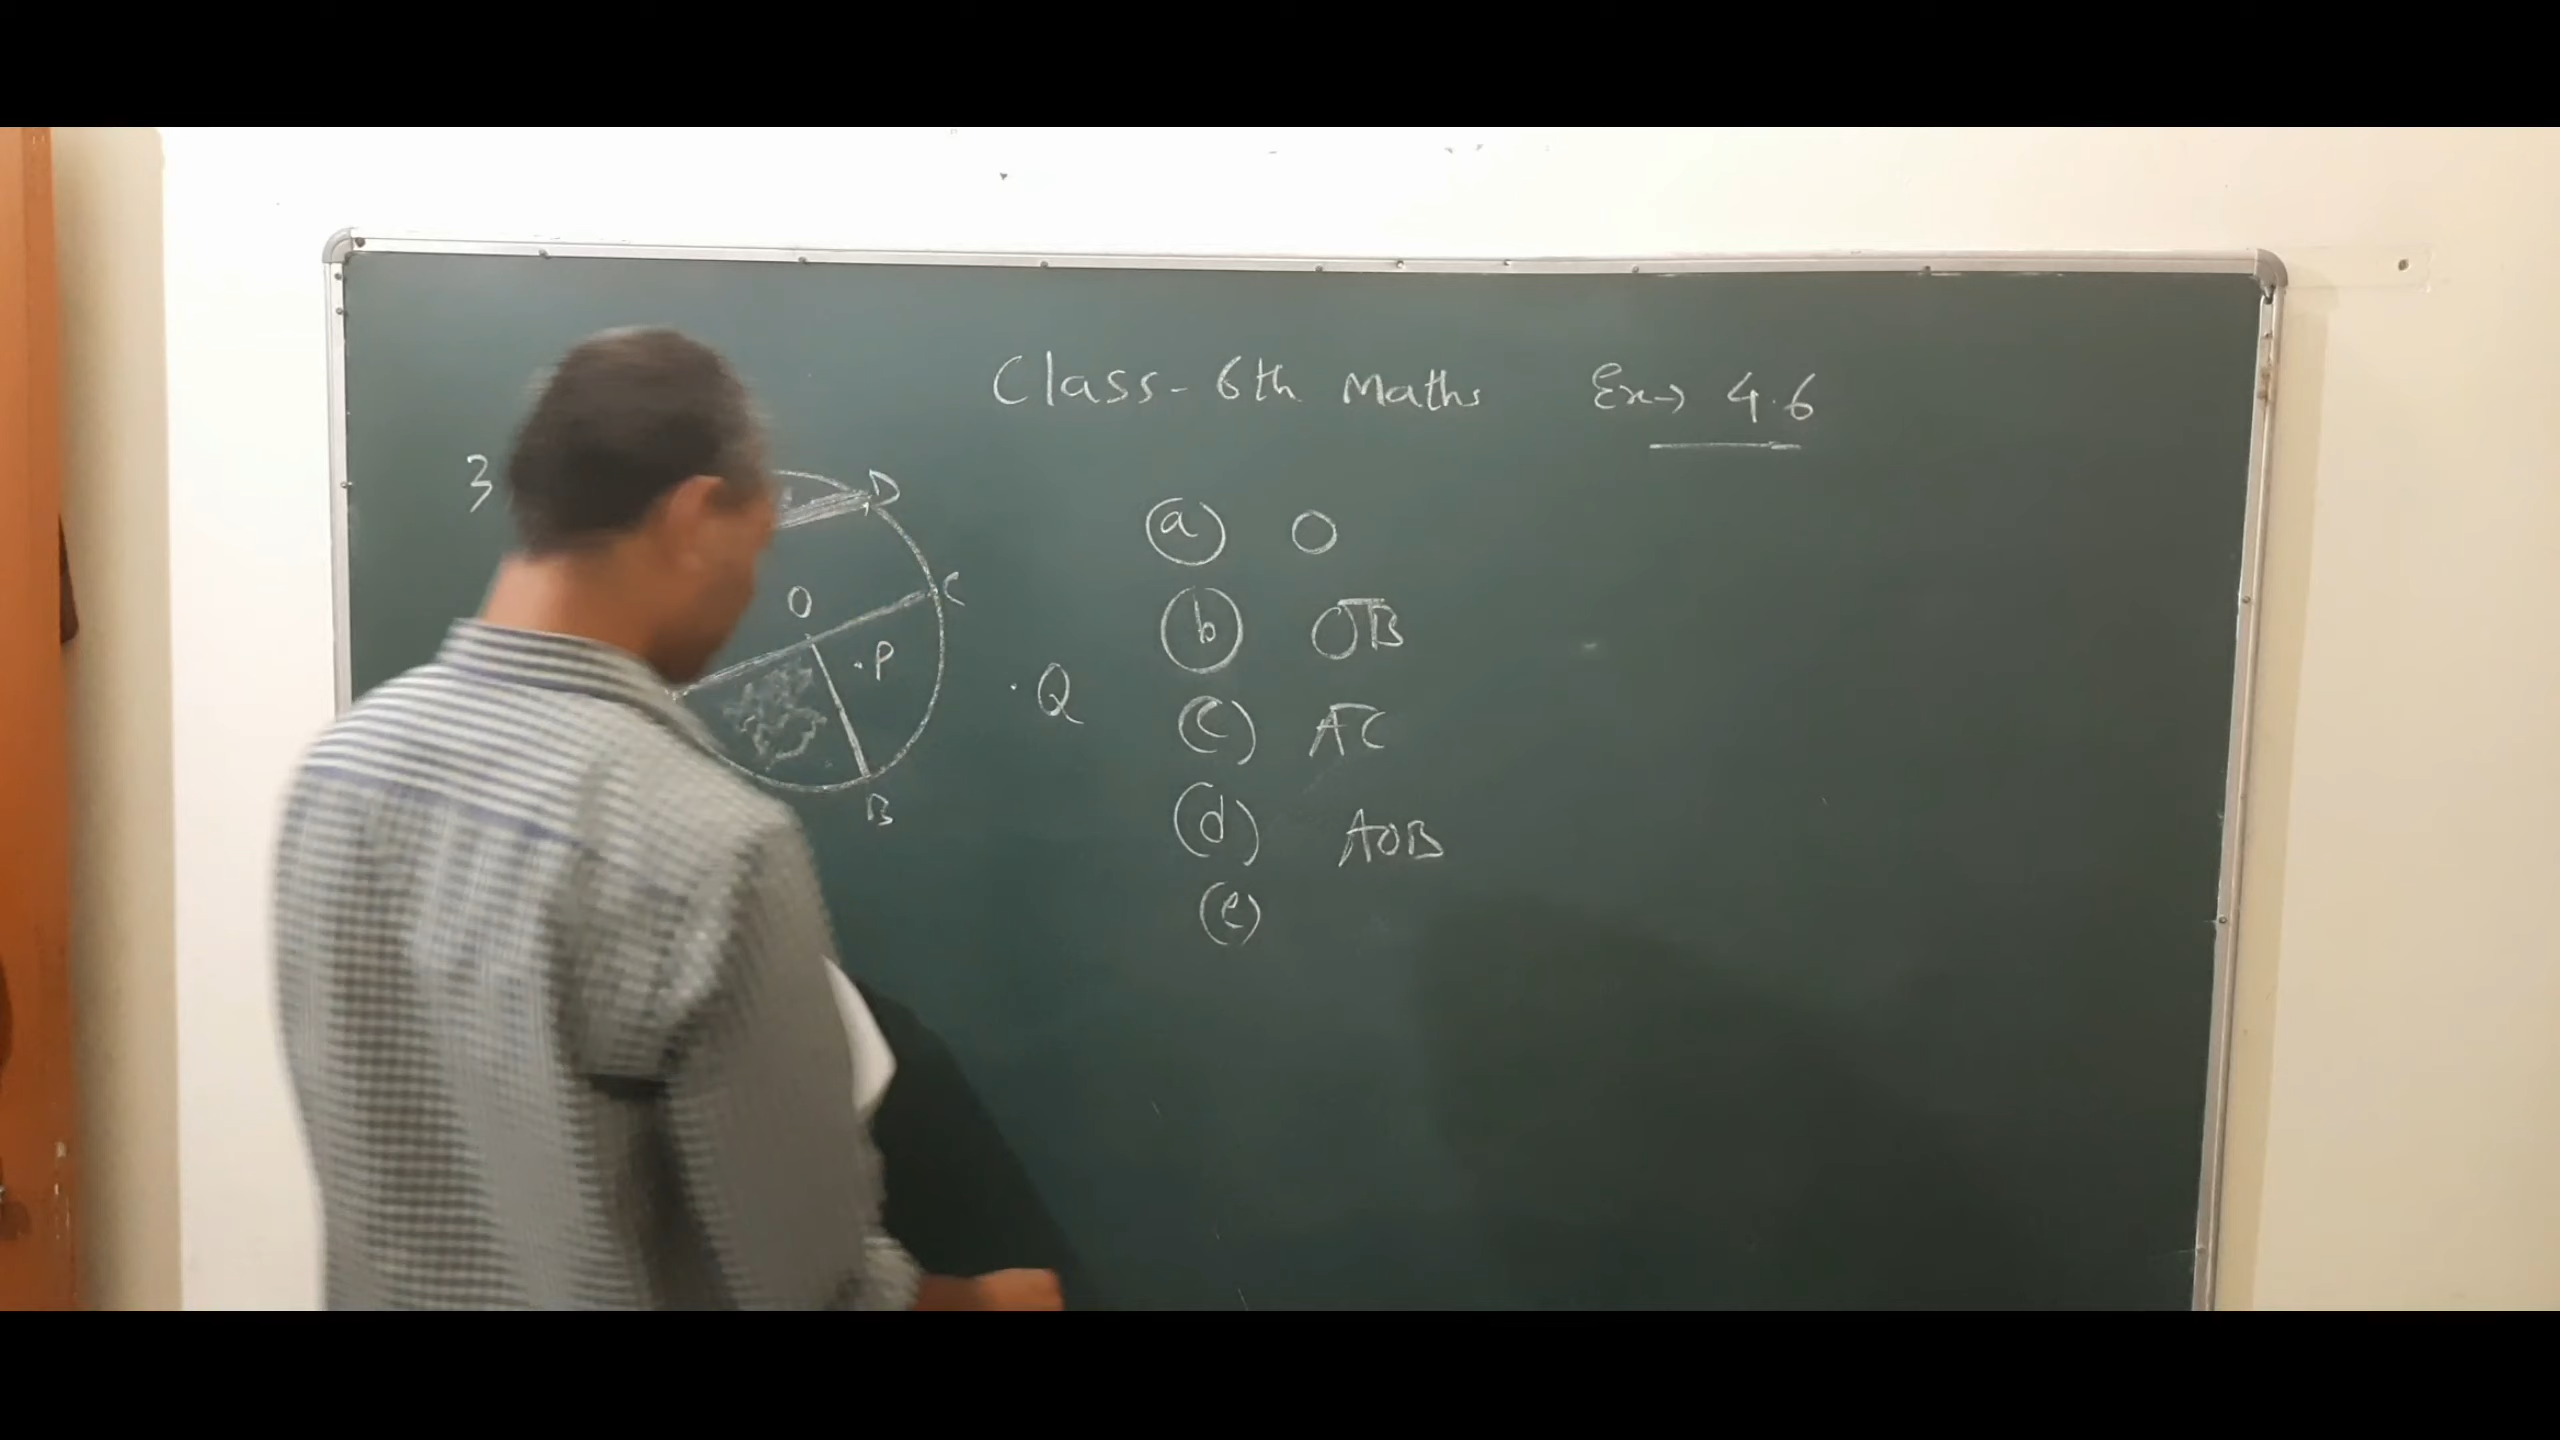 Class - 6th Maths Ex → 4.6
3
D
C
O
P
Q
B
(a) O
(b) OB
(c) AC
(d) AOB
(e)